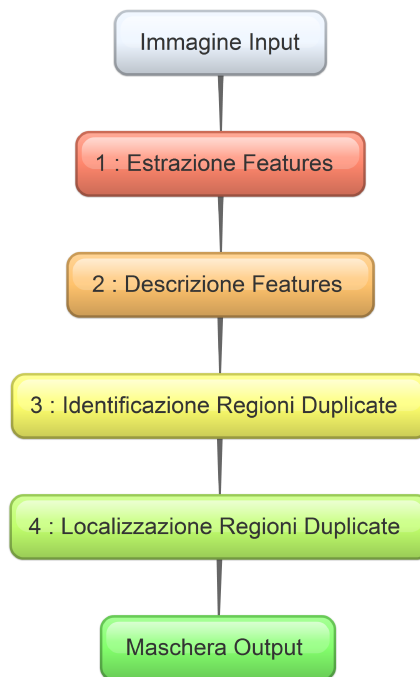 Immagine Input
1 : Estrazione Features
2 : Descrizione Features
3 : Identificazione Regioni Duplicate
4 : Localizzazione Regioni Duplicate
Maschera Output